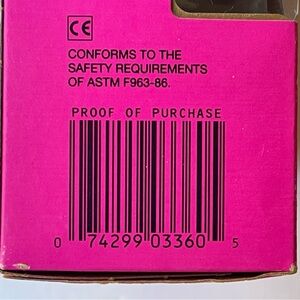 CE
CONFORMS TO THE
SAFETY REQUIREMENTS
OF ASTM F963-86.
PROOF OF PURCHASE
0 74299 03360 5